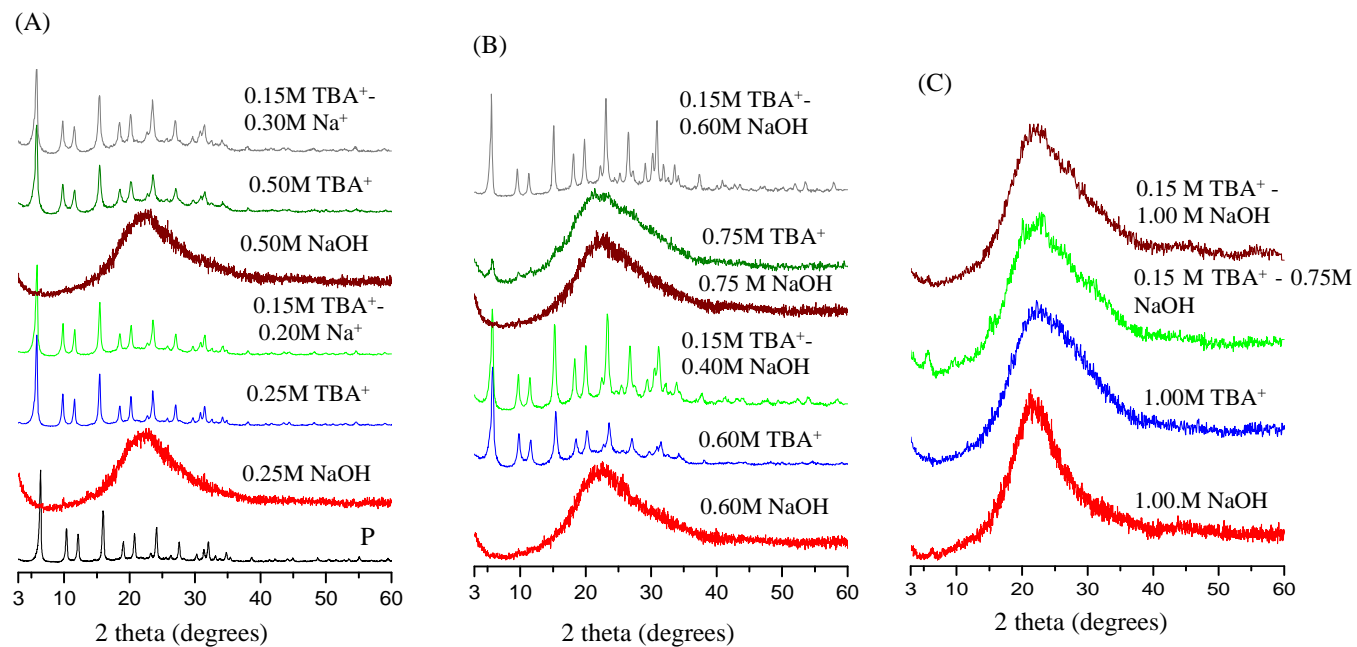 (A)
0.15M TBA⁺-
0.30M Na⁺
0.50M TBA⁺
0.50M NaOH
0.15M TBA⁺-
0.20M Na⁺
0.25M TBA⁺
0.25M NaOH
P
3 10 20 30 40 50 60
2 theta (degrees)
(B)
0.15M TBA⁺-
0.60M NaOH
0.75M TBA⁺
0.75 M NaOH
0.15M TBA⁺-
0.40M NaOH
0.60M TBA⁺
0.60M NaOH
3 10 20 30 40 50 60
2 theta (degrees)
(C)
0.15 M TBA⁺ -
1.00 M NaOH
0.15 M TBA⁺ - 0.75M
NaOH
1.00M TBA⁺
1.00.M NaOH
3 10 20 30 40 50 60
2 theta (degrees)